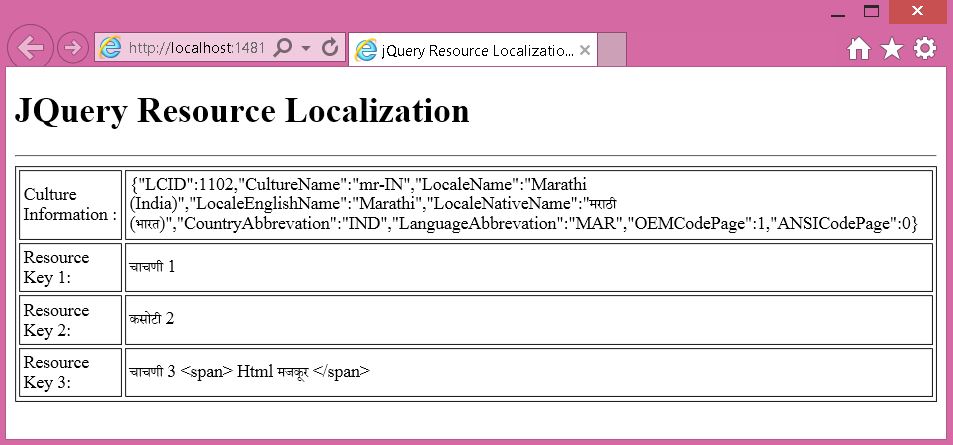 http://localhost:1481
jQuery Resource Localizatio...
JQuery Resource Localization
Culture
Information :
{"LCID":1102,"CultureName":"mr-IN","LocaleName":"Marathi
(India)","LocaleEnglishName":"Marathi","LocaleNativeName":"मराठी
(भारत)","CountryAbbrevation":"IND","LanguageAbbrevation":"MAR","OEMCodePage":1,"ANSICodePage":0}
Resource
Key 1:
चाचणी 1
Resource
Key 2:
कसोटी 2
Resource
Key 3:
चाचणी 3 <span> Html मजकूर </span>